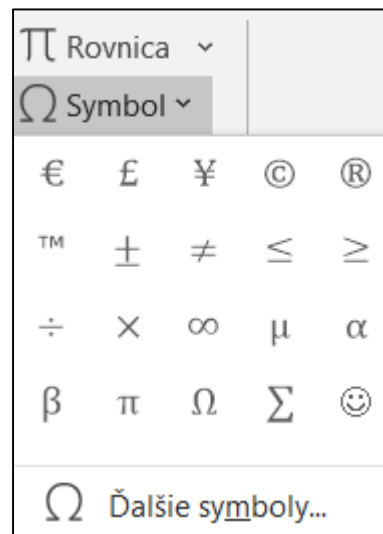 π Rovnica
Ω Symbol
€ £ ¥ © ®
™ ± ≠ ≤ ≥
÷ × ∞ µ α
β π Ω ∑ ☺
Ω Ďalšie symboly...